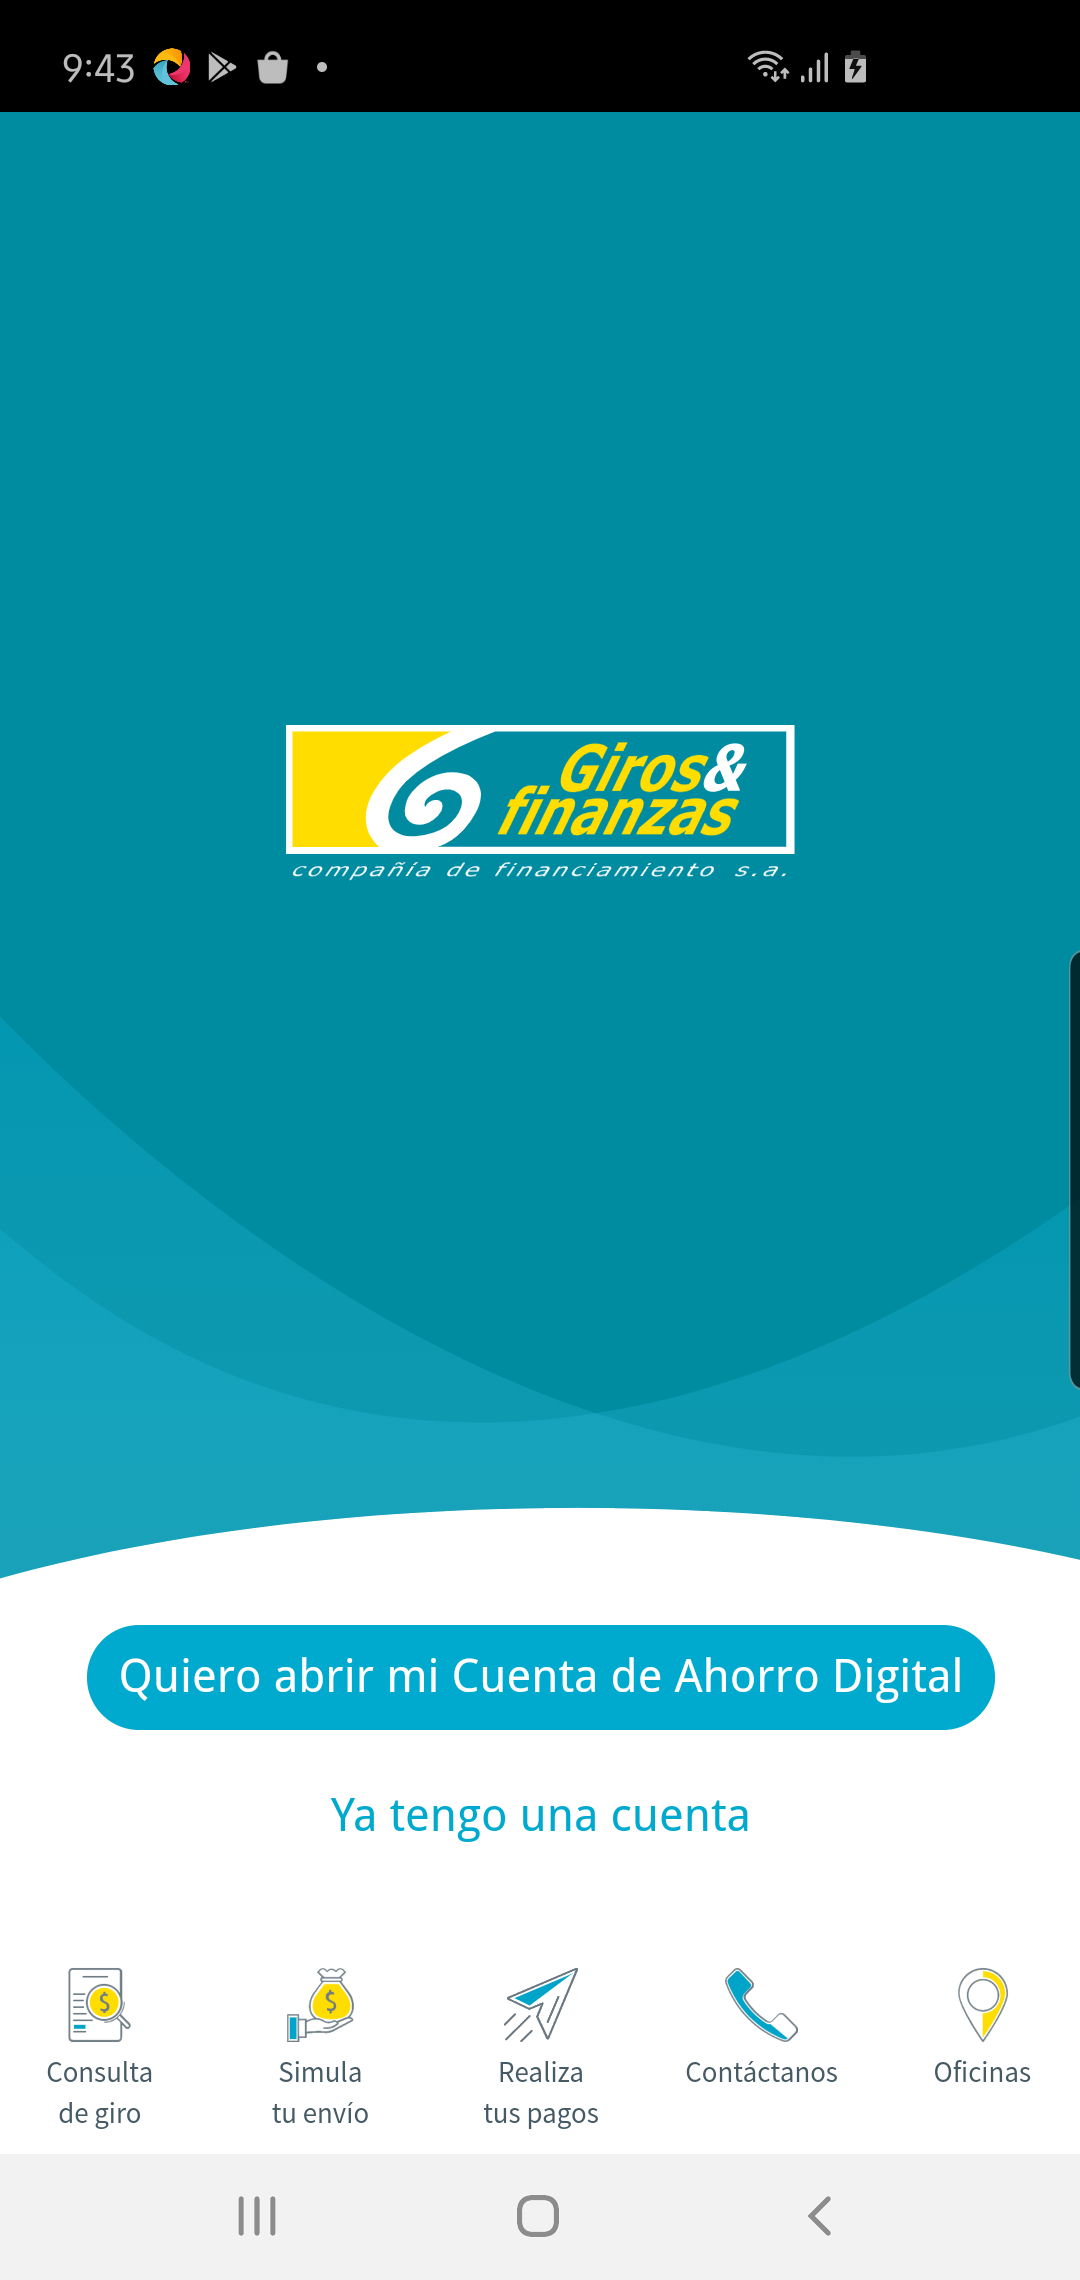 9:43
Giros&
finanzas
compañía de financiamiento s.a.
Quiero abrir mi Cuenta de Ahorro Digital
Ya tengo una cuenta
Consulta
de giro
Simula
tu envío
Realiza
tus pagos
Contáctanos
Oficinas